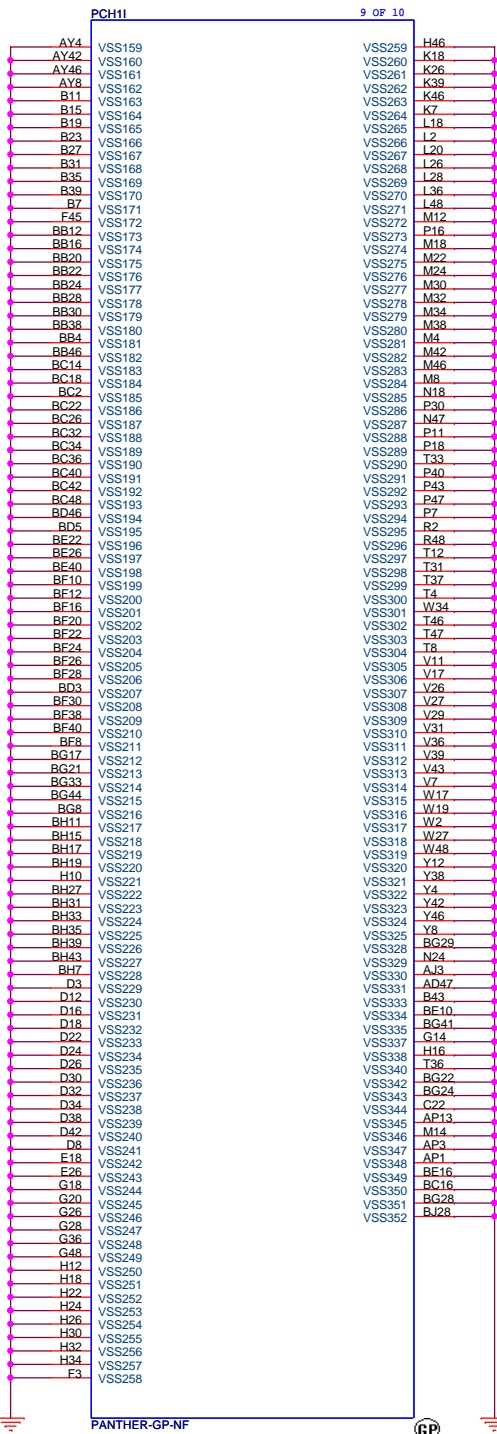 PCH1I 9 OF 10
AY4 VSS159 VSS259 H46
AY42 VSS160 VSS260 K18
AY46 VSS161 VSS261 K26
AY8 VSS162 VSS262 K39
B11 VSS163 VSS263 K46
B15 VSS164 VSS264 K7
B19 VSS165 VSS265 L18
B23 VSS166 VSS266 L2
B27 VSS167 VSS267 L20
B31 VSS168 VSS268 L26
B35 VSS169 VSS269 L28
B39 VSS170 VSS270 L36
B7 VSS171 VSS271 L48
F45 VSS172 VSS272 M12
BB12 VSS173 VSS273 P16
BB16 VSS174 VSS274 M18
BB20 VSS175 VSS275 M22
BB22 VSS176 VSS276 M24
BB24 VSS177 VSS277 M30
BB28 VSS178 VSS278 M32
BB30 VSS179 VSS279 M34
BB38 VSS180 VSS280 M38
BB4 VSS181 VSS281 M4
BB46 VSS182 VSS282 M42
BC14 VSS183 VSS283 M46
BC18 VSS184 VSS284 M8
BC2 VSS185 VSS285 N18
BC22 VSS186 VSS286 P30
BC26 VSS187 VSS287 N47
BC32 VSS188 VSS288 P11
BC34 VSS189 VSS289 P18
BC36 VSS190 VSS290 T33
BC40 VSS191 VSS291 P40
BC42 VSS192 VSS292 P43
BC48 VSS193 VSS293 P47
BD46 VSS194 VSS294 P7
BD5 VSS195 VSS295 R2
BE22 VSS196 VSS296 R48
BE26 VSS197 VSS297 T12
BE40 VSS198 VSS298 T31
BF10 VSS199 VSS299 T37
BF12 VSS200 VSS300 T4
BF16 VSS201 VSS301 W34
BF20 VSS202 VSS302 T46
BF22 VSS203 VSS303 T47
BF24 VSS204 VSS304 T8
BF26 VSS205 VSS305 V11
BF28 VSS206 VSS306 V17
BD3 VSS207 VSS307 V26
BF30 VSS208 VSS308 V27
BF38 VSS209 VSS309 V29
BF40 VSS210 VSS310 V31
BF8 VSS211 VSS311 V36
BG17 VSS212 VSS312 V39
BG21 VSS213 VSS313 V43
BG33 VSS214 VSS314 V7
BG44 VSS215 VSS315 W17
BG8 VSS216 VSS316 W19
BH11 VSS217 VSS317 W2
BH15 VSS218 VSS318 W27
BH17 VSS219 VSS319 W48
BH19 VSS220 VSS320 Y12
H10 VSS221 VSS321 Y38
BH27 VSS222 VSS322 Y4
BH31 VSS223 VSS323 Y42
BH33 VSS224 VSS324 Y46
BH35 VSS225 VSS325 Y8
BH39 VSS226 VSS328 BG29
BH43 VSS227 VSS329 N24
BH7 VSS228 VSS330 AJ3
D3 VSS229 VSS331 AD47
D12 VSS230 VSS333 B43
D16 VSS231 VSS334 BE10
D18 VSS232 VSS335 BG41
D22 VSS233 VSS337 G14
D24 VSS234 VSS338 H16
D26 VSS235 VSS340 T36
D30 VSS236 VSS342 BG22
D32 VSS237 VSS343 BG24
D34 VSS238 VSS344 C22
D38 VSS239 VSS345 AP13
D42 VSS240 VSS346 M14
D8 VSS241 VSS347 AP3
E18 VSS242 VSS348 AP1
E26 VSS243 VSS349 BE16
G18 VSS244 VSS350 BC16
G20 VSS245 VSS351 BG28
G26 VSS246 VSS352 BJ28
G28 VSS247
G36 VSS248
G48 VSS249
H12 VSS250
H18 VSS251
H22 VSS252
H24 VSS253
H26 VSS254
H30 VSS255
H32 VSS256
H34 VSS257
F3 VSS258
PANTHER-GP-NF GP